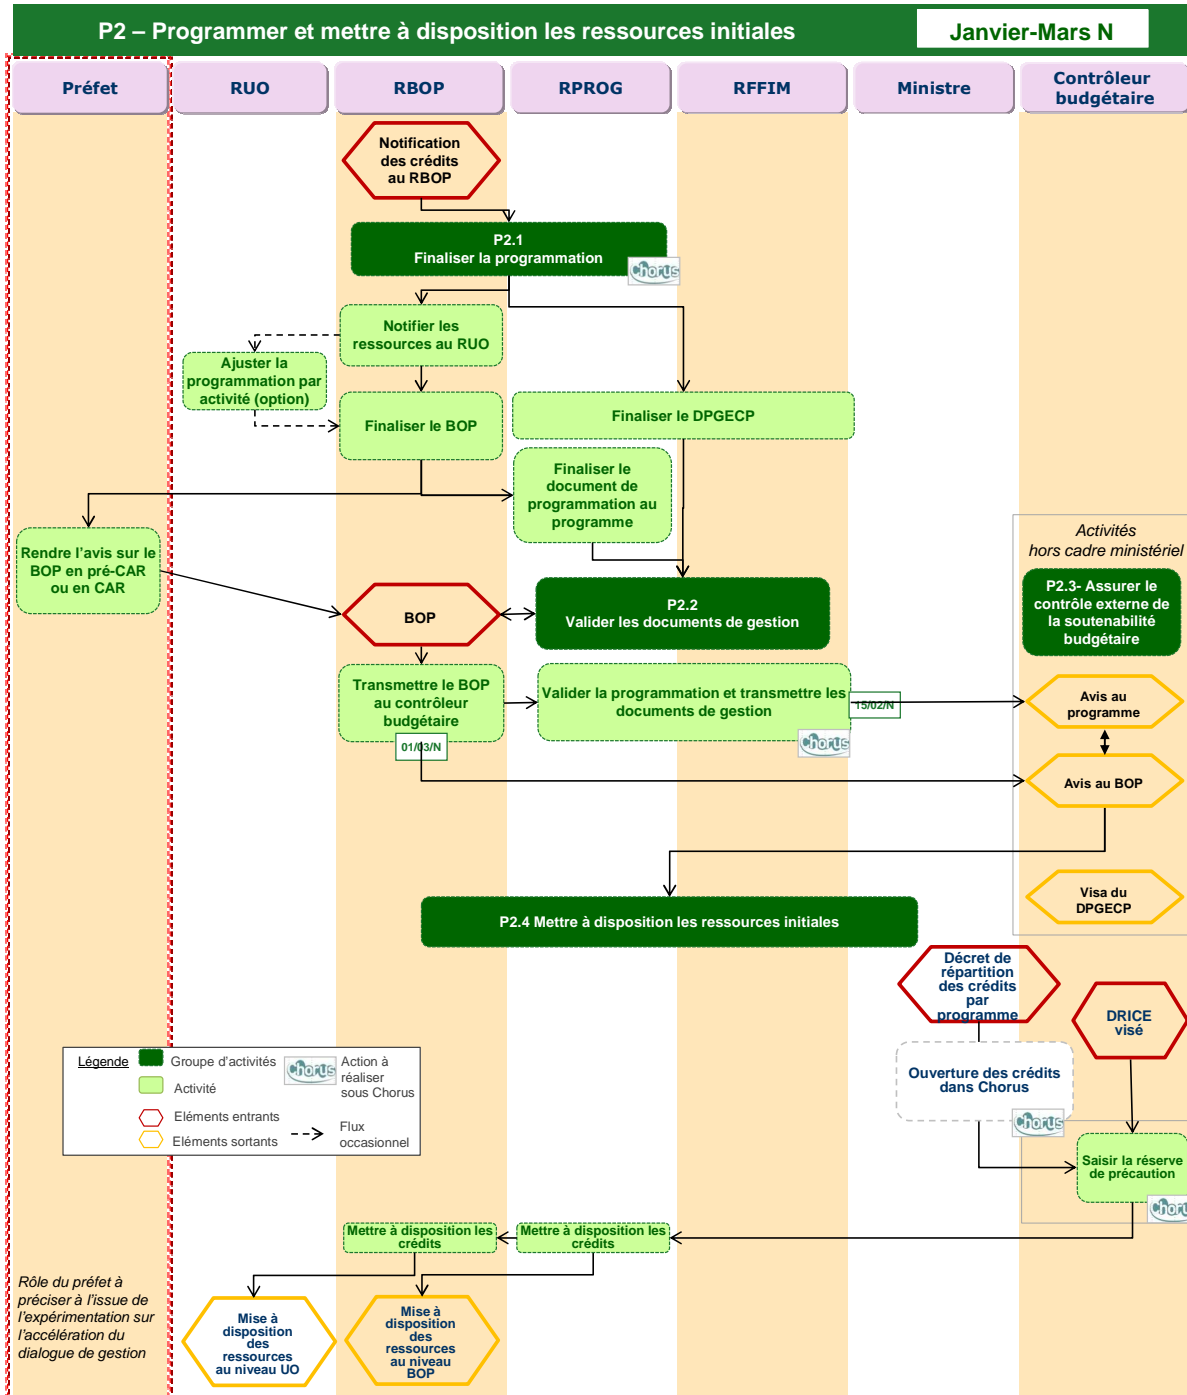 P2 – Programmer et mettre à disposition les ressources initiales
Janvier-Mars N
Préfet
RUO
RBOP
RPROG
RFFIM
Ministre
Contrôleur
budgétaire
Notification
des crédits
au RBOP
P2.1
Finaliser la programmation
Chorus
Notifier les
ressources au RUO
Ajuster la
programmation par
activité (option)
Finaliser le BOP
Finaliser le DPGECP
Finaliser le
document de
programmation au
programme
Activités
hors cadre ministériel
Rendre l'avis sur le
BOP en pré-CAR
ou en CAR
BOP
P2.2
Valider les documents de gestion
P2.3- Assurer le
contrôle externe de
la soutenabilité
budgétaire
Transmettre le BOP
au contrôleur
budgétaire
01/03/N
Valider la programmation et transmettre les
documents de gestion
15/02/N
Chorus
Avis au
programme
Avis au BOP
Visa du
DPGECP
P2.4 Mettre à disposition les ressources initiales
Décret de
répartition
des crédits
par
programme
DRICE
visé
Ouverture des crédits
dans Chorus
Chorus
Légende
Groupe d'activités
Activité
Eléments entrants
Eléments sortants
Chorus
Action à
réaliser
sous Chorus
Flux
occasionnel
Saisir la réserve
de précaution
Chorus
Mettre à disposition les
crédits
Mettre à disposition les
crédits
Rôle du préfet à
préciser à l'issue de
l'expérimentation sur
l'accélération du
dialogue de gestion
Mise à
disposition
des
ressources
au niveau UO
Mise à
disposition
des
ressources
au niveau
BOP